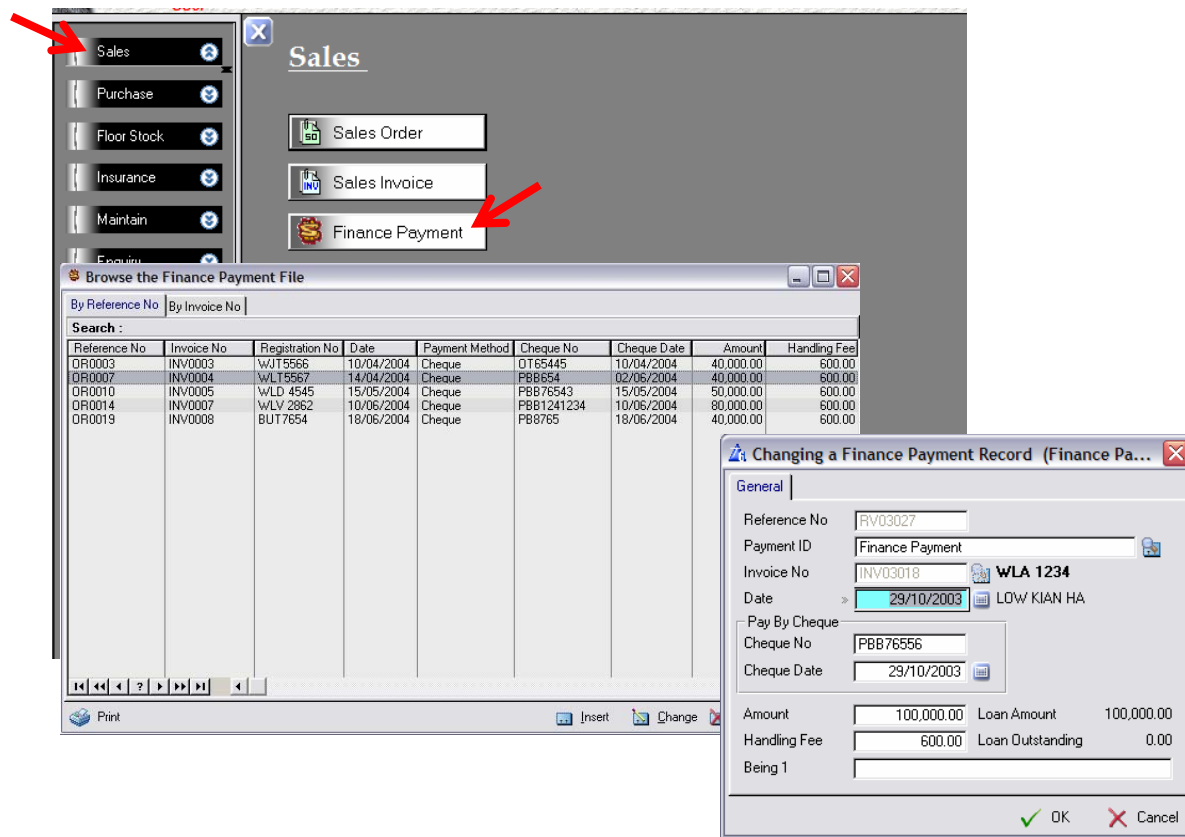 Sales
Sales
Purchase
Sales Order
Floor Stock
Insurance
Sales Invoice
Maintain
Finance Payment
Enquiry
Browse the Finance Payment File
By Reference No By Invoice No
Search :
Reference No Invoice No Registration No Date Payment Method Cheque No Cheque Date Amount Handling Fee
OR0003 INV0003 WJT5566 10/04/2004 Cheque OT65445 10/04/2004 40,000.00 600.00
OR0007 INV0004 WLT5567 14/04/2004 Cheque PBB654 02/06/2004 40,000.00 600.00
OR0010 INV0005 WLD 4545 15/05/2004 Cheque PBB76543 15/05/2004 50,000.00 600.00
OR0014 INV0007 WLV 2862 10/06/2004 Cheque PBB1241234 10/06/2004 80,000.00 600.00
OR0019 INV0008 BUT7654 18/06/2004 Cheque PB8765 18/06/2004 40,000.00 600.00
?
Print Insert Change
Changing a Finance Payment Record (Finance Pa...
General
Reference No RV03027
Payment ID Finance Payment
Invoice No INV03018 WLA 1234
Date » 29/10/2003 LOW KIAN HA
Pay By Cheque
Cheque No PBB76556
Cheque Date 29/10/2003
Amount 100,000.00 Loan Amount 100,000.00
Handling Fee 600.00 Loan Outstanding 0.00
Being 1
OK Cancel